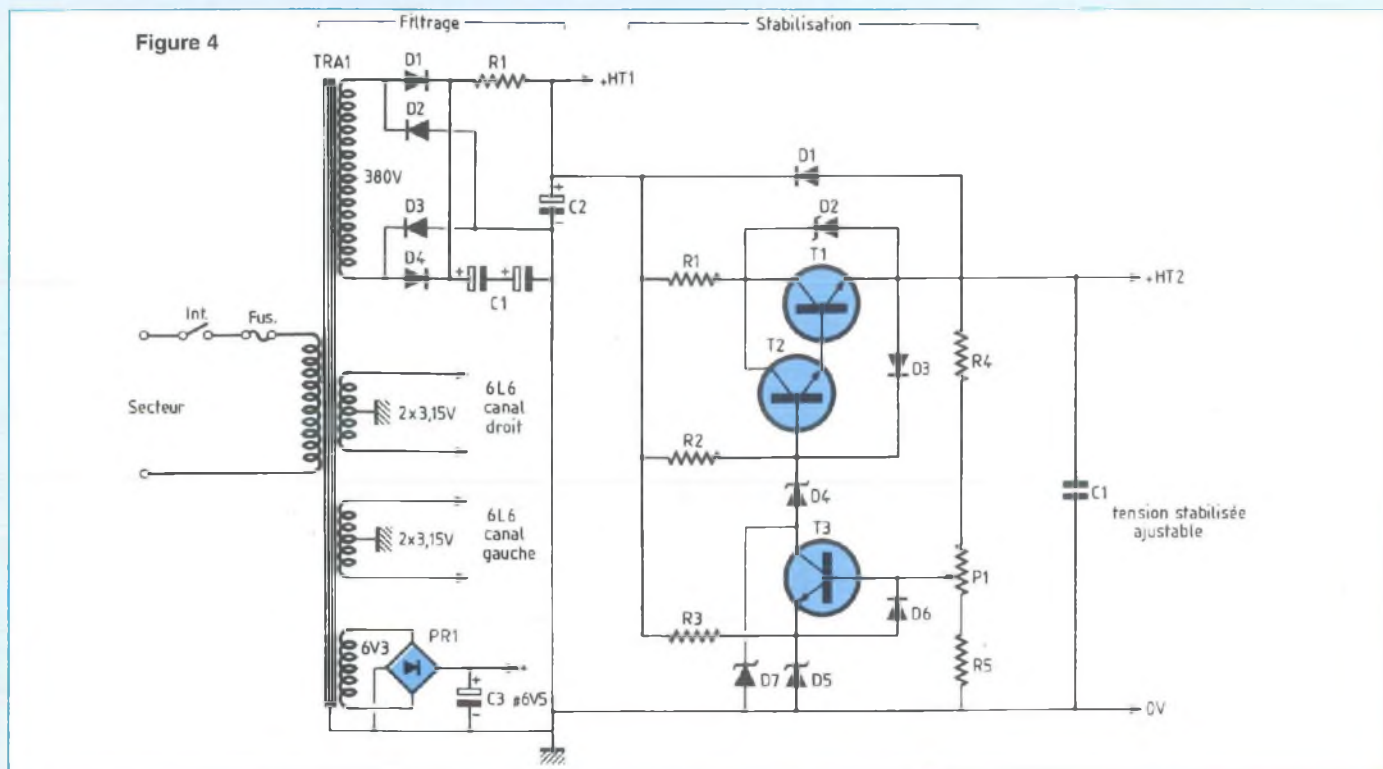 Filtrage
Stabilisation
Figure 4
TRA1
D1
R1
+HT1
D2
380V
D3
C2
D4
C1
D1
D2
R1
T1
+HT2
Int.
Fus.
T2
D3
R4
Secteur
2x3,15V
6L6
canal
droit
R2
D4
C1
tension stabilisée
ajustable
T3
2x3,15V
6L6
canal
gauche
P1
D6
R3
6V3
PR1
+
C3
#6V5
D7
D5
R5
0V